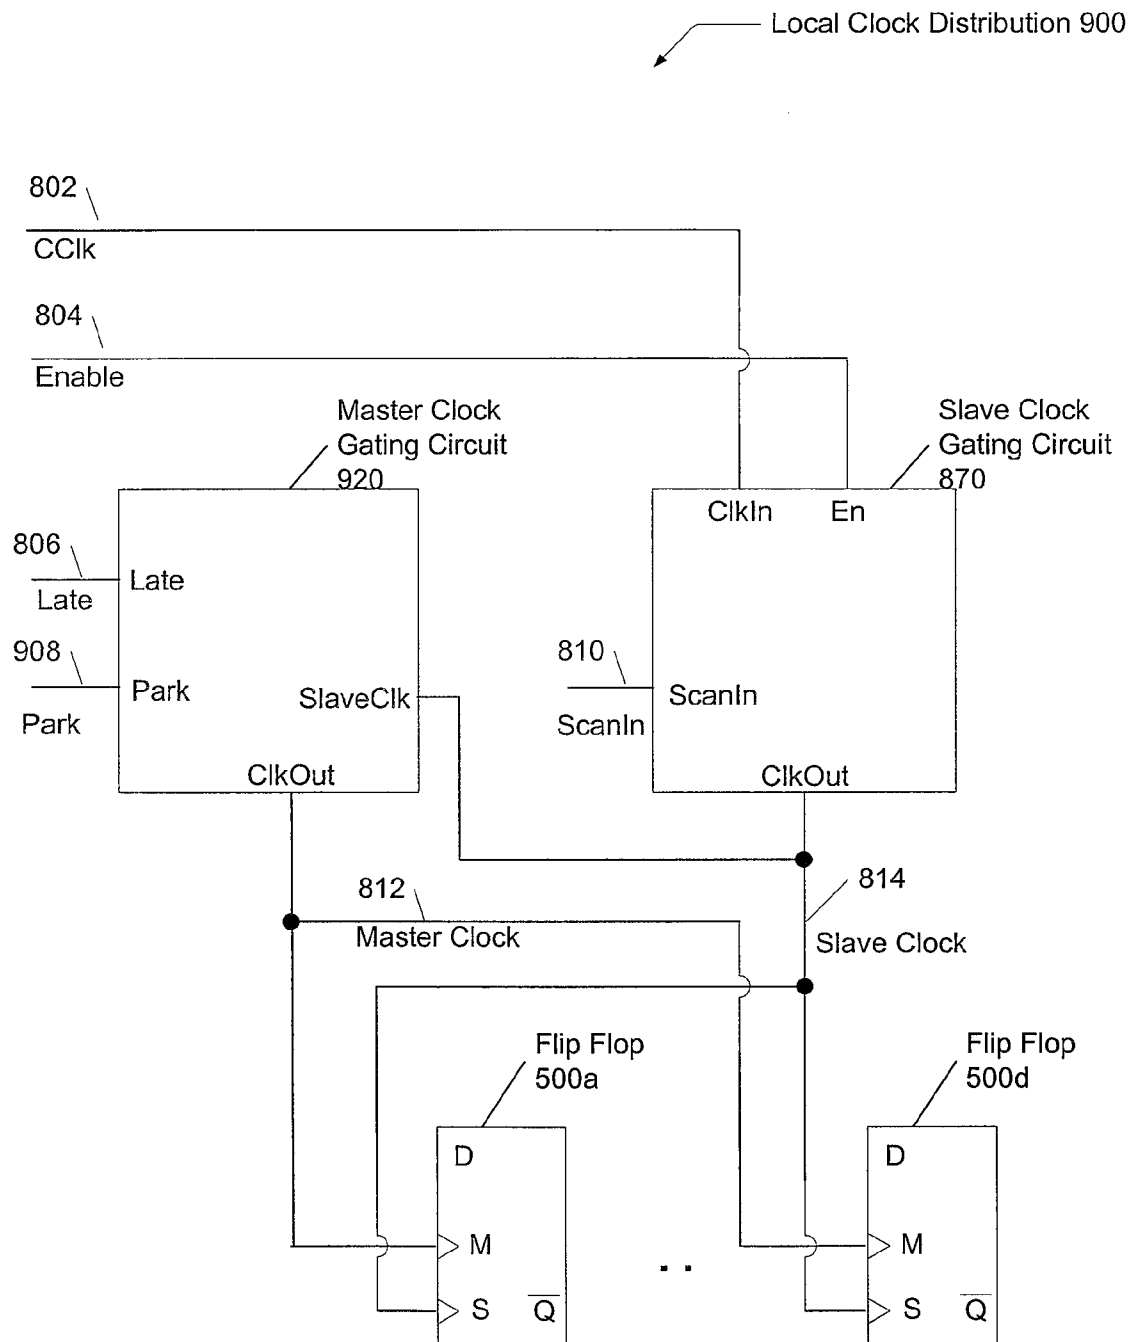 Local Clock Distribution 900
802
CClk
804
Enable
Master Clock
Gating Circuit
920
Slave Clock
Gating Circuit
870
ClkIn En
806
Late
Late
908
Park
Park
SlaveClk
810
ScanIn
ScanIn
ClkOut
ClkOut
812
Master Clock
814
Slave Clock
Flip Flop
500a
Flip Flop
500d
D
M
S Q
. .
D
M
S Q